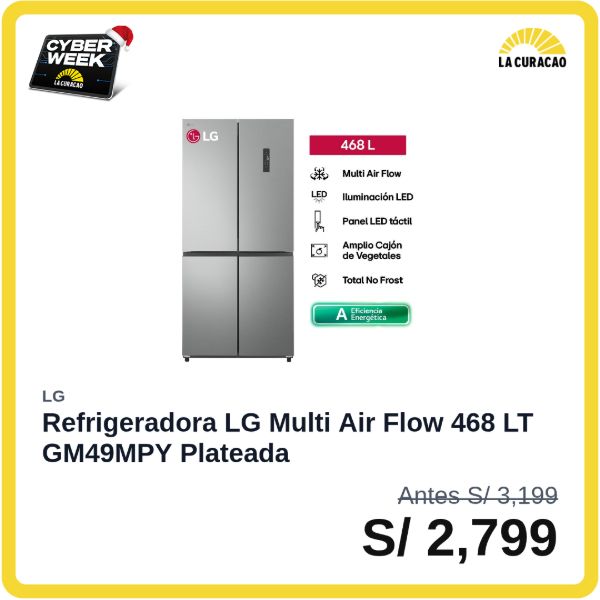 CYBER
WEEK
LA CURACAO
LA CURACAO
LG
468 L
Multi Air Flow
LED
Iluminación LED
Panel LED táctil
Amplio Cajón
de Vegetales
Total No Frost
A Eficiencia
Energética
LG
Refrigeradora LG Multi Air Flow 468 LT
GM49MPY Plateada
Antes S/ 3,199
S/ 2,799